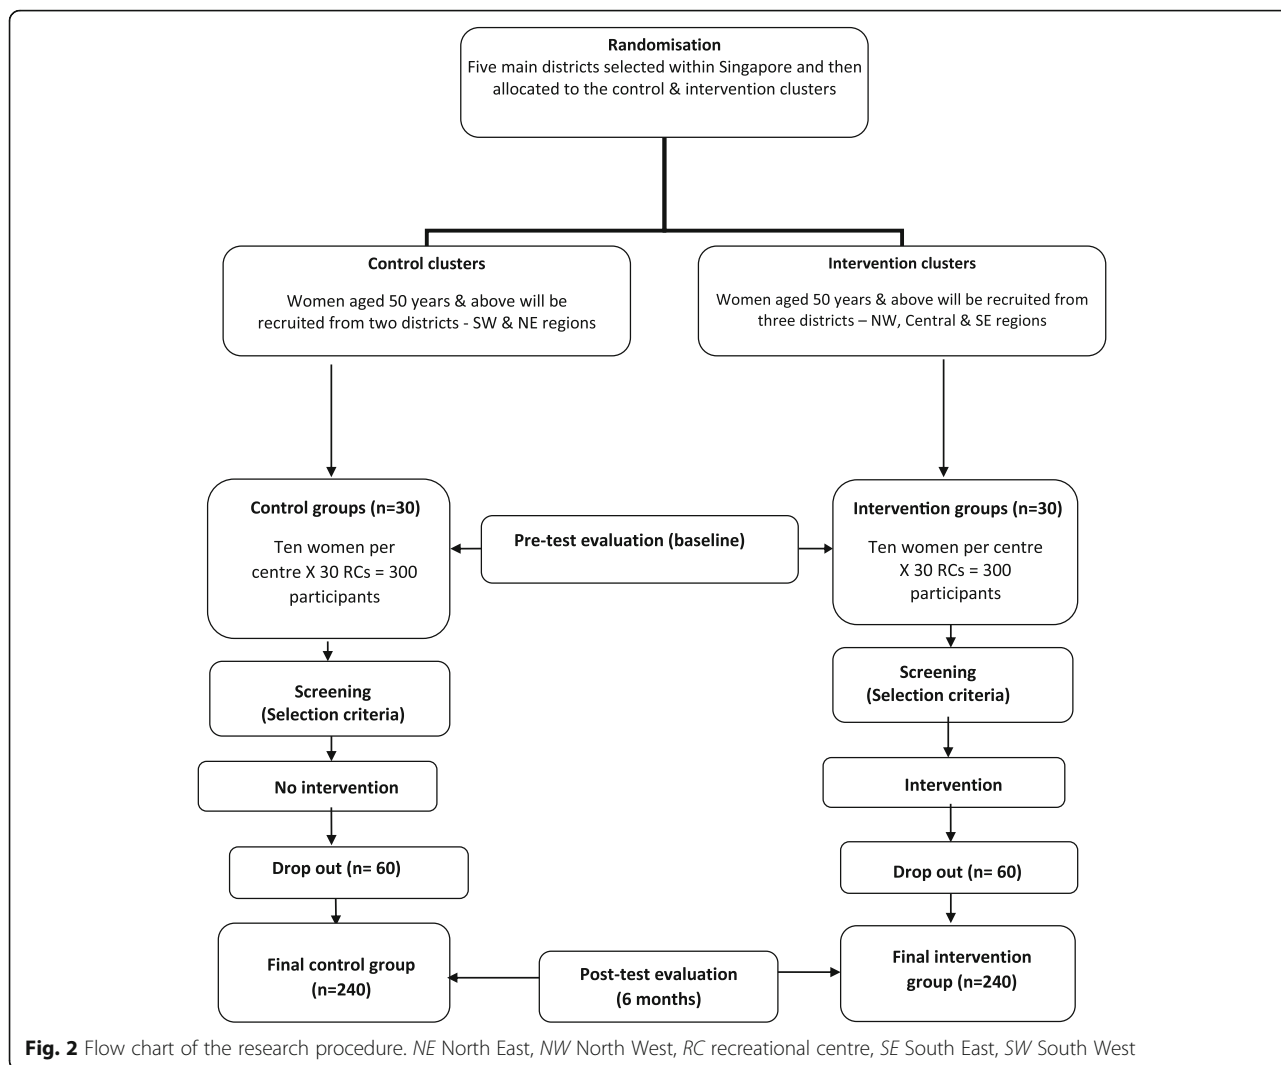 Randomisation
Five main districts selected within Singapore and then
allocated to the control & intervention clusters
Control clusters
Women aged 50 years & above will be
recruited from two districts - SW & NE regions
Intervention clusters
Women aged 50 years & above will be recruited from
three districts – NW, Central & SE regions
Control groups (n=30)
Ten women per
centre X 30 RCs = 300
participants
Pre-test evaluation (baseline)
Intervention groups (n=30)
Ten women per centre
X 30 RCs = 300
participants
Screening
(Selection criteria)
Screening
(Selection criteria)
No intervention
Intervention
Drop out (n= 60)
Drop out (n= 60)
Final control group
(n=240)
Post-test evaluation
(6 months)
Final intervention
group (n=240)
Fig. 2 Flow chart of the research procedure. NE North East, NW North West, RC recreational centre, SE South East, SW South West